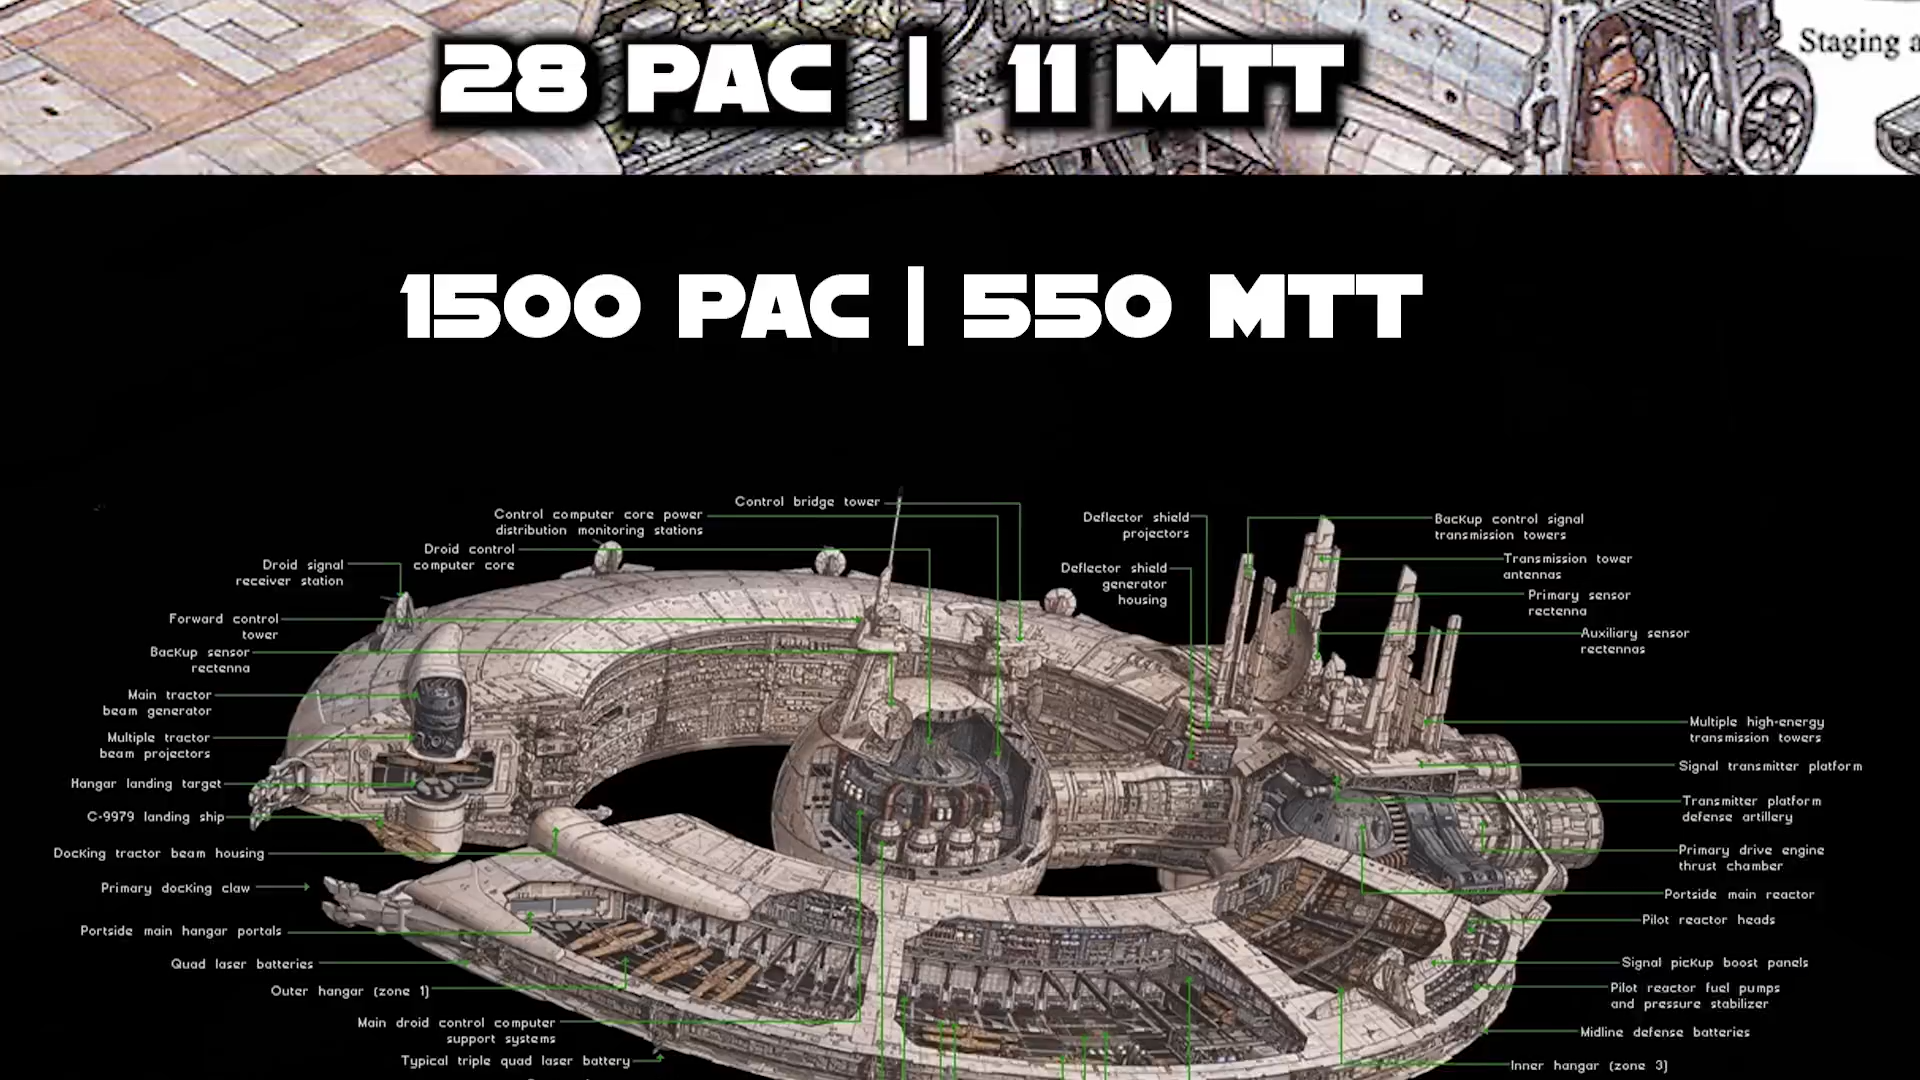 28 PAC | 11 MTT
Staging a
1500 PAC | 550 MTT
Control bridge tower
Control computer core power
distribution monitoring stations
Droid control
computer core
Droid signal
receiver station
Forward control
tower
Backup sensor
rectenna
Main tractor
beam generator
Multiple tractor
beam projectors
Hangar landing target
C-9979 landing ship
Docking tractor beam housing
Primary docking claw
Portside main hangar portals
Quad laser batteries
Outer hangar (zone 1)
Main droid control computer
support systems
Typical triple quad laser battery
Deflector shield
projectors
Deflector shield
generator
housing
Backup control signal
transmission towers
Transmission tower
antennas
Primary sensor
rectenna
Auxiliary sensor
rectennas
Multiple high-energy
transmission towers
Signal transmitter platform
Transmitter platform
defense artillery
Primary drive engine
thrust chamber
Portside main reactor
Pilot reactor heads
Signal pickup boost panels
Pilot reactor fuel pumps
and pressure stabilizer
Midline defense batteries
Inner hangar (zone 3)